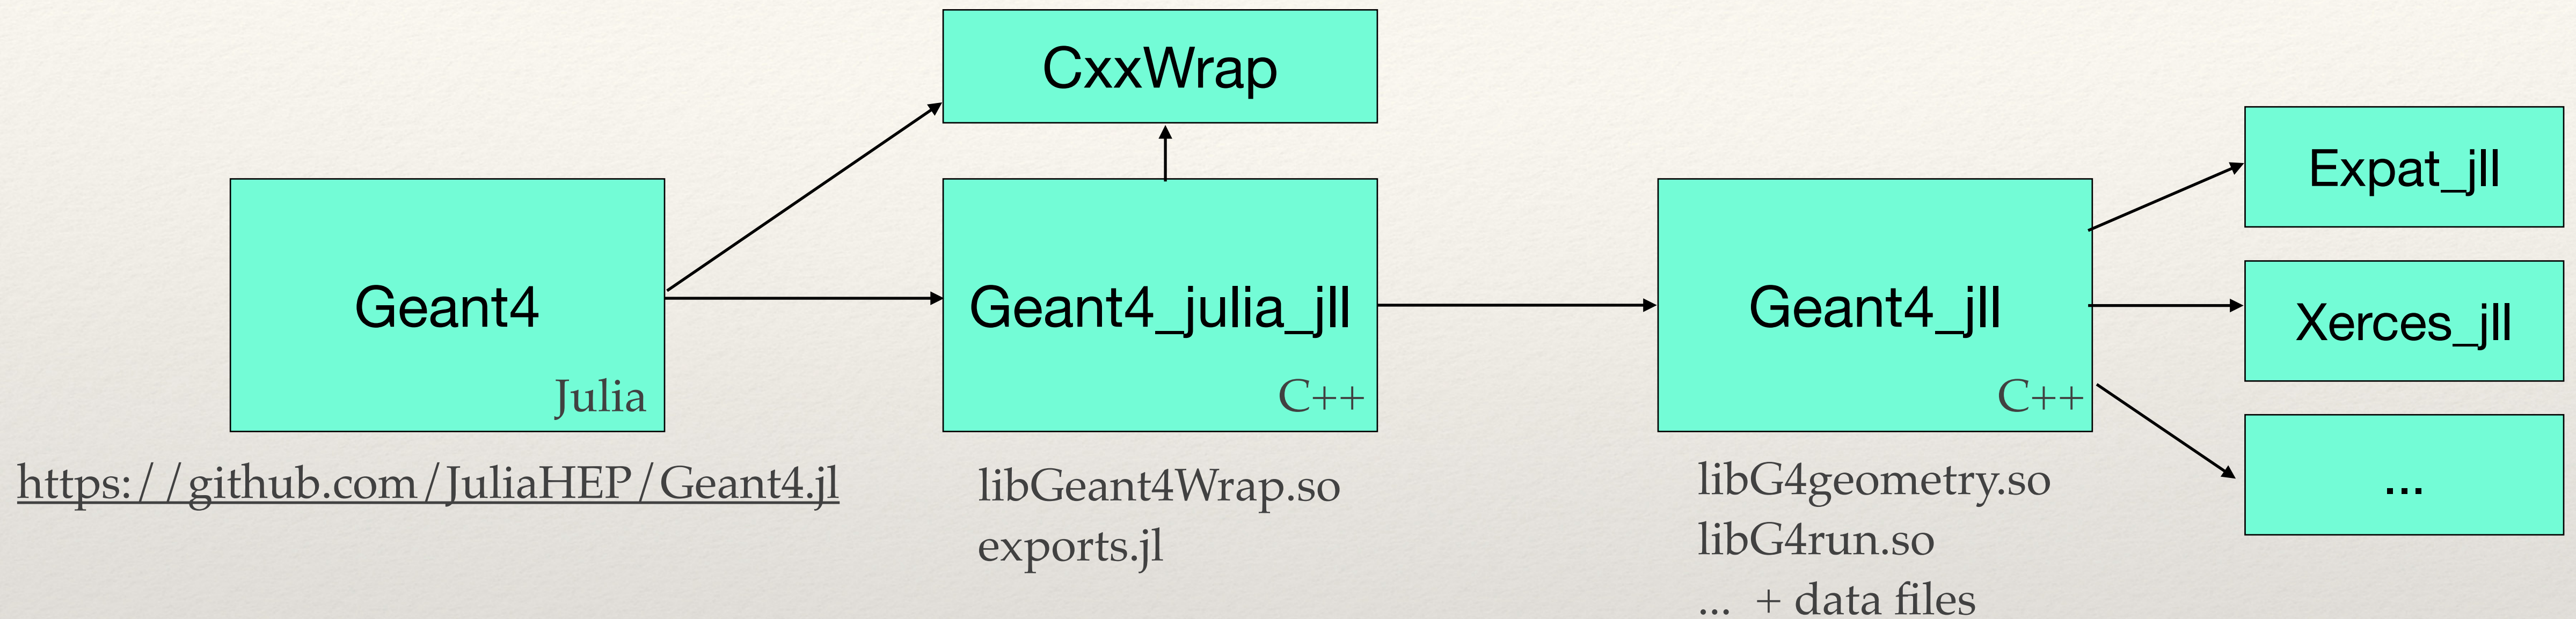 CxxWrap
Geant4
Julia
https://github.com/JuliaHEP/Geant4.jl
Geant4_julia_jll
C++
libGeant4Wrap.so
exports.jl
Geant4_jll
C++
libG4geometry.so
libG4run.so
... + data files
Expat_jll
Xerces_jll
...